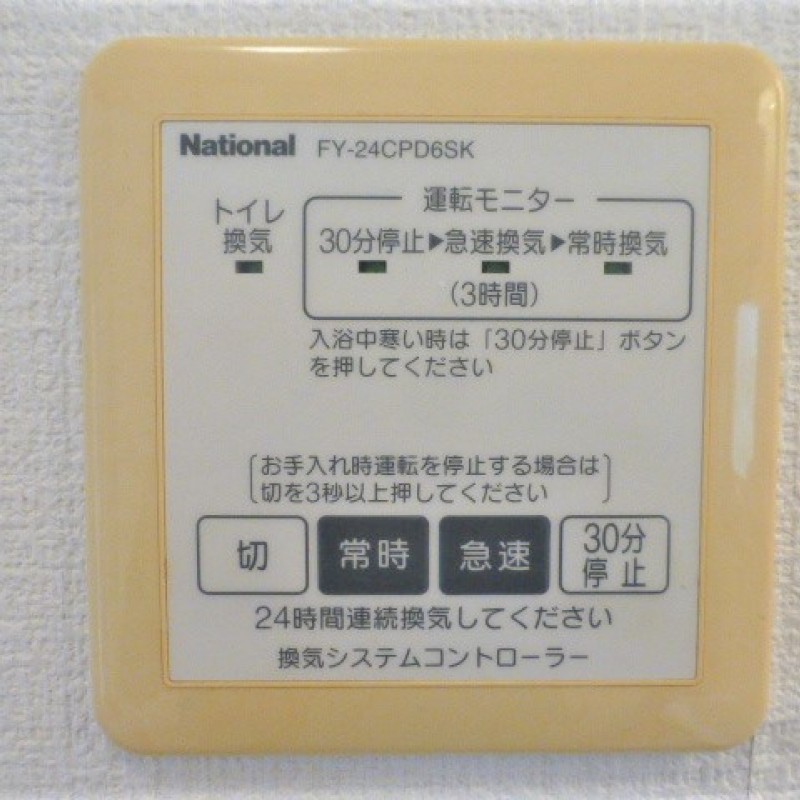 National FY-24CPD6SK
運転モニター
トイレ
換気
30分停止▶急速換気▶常時換気
(3時間)
入浴中寒い時は「30分停止」ボタン
を押してください
お手入れ時運転を停止する場合は
切を3秒以上押してください
切 常時 急速 30分
停止
24時間連続換気してください
換気システムコントローラー